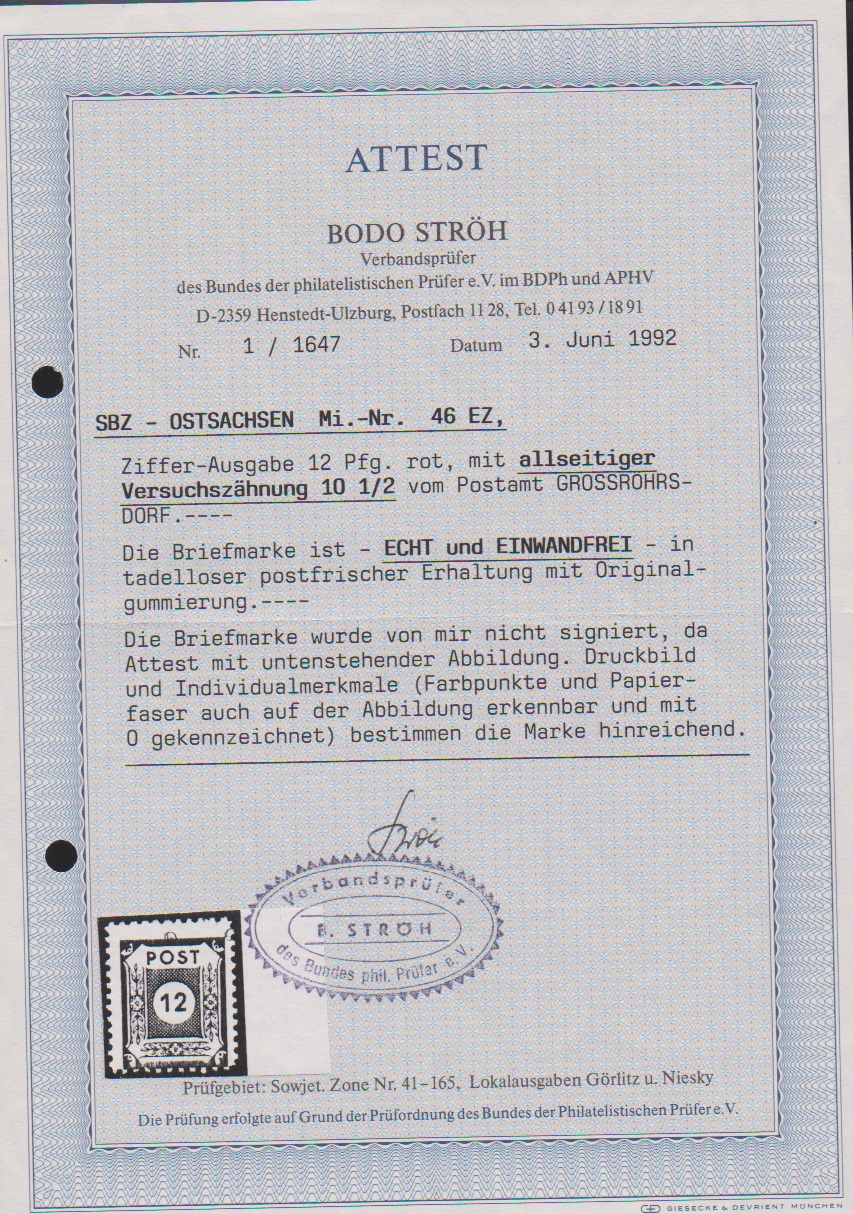 ATTEST
BODO STRÖH
Verbandsprüfer
des Bundes der philatelistischen Prüfer e.V. im BDPh und APHV
D-2359 Henstedt-Ulzburg, Postfach 11 28, Tel. 0 41 93 / 18 91
Nr. 1 / 1647 Datum 3. Juni 1992
SBZ - OSTSACHSEN Mi.-Nr. 46 EZ,
Ziffer-Ausgabe 12 Pfg. rot, mit allseitiger
Versuchszähnung 10 1/2 vom Postamt GROSSRÖHRS-
DORF.----
Die Briefmarke ist - ECHT und EINWANDFREI - in
tadelloser postfrischer Erhaltung mit Original-
gummierung.----
Die Briefmarke wurde von mir nicht signiert, da
Attest mit untenstehender Abbildung. Druckbild
und Individualmerkmale (Farbpunkte und Papier-
faser auch auf der Abbildung erkennbar und mit
O gekennzeichnet) bestimmen die Marke hinreichend.
Ströh
Verbandsprüfer
B. STRÖH
des Bundes phil. Prüfer e.V.
POST
12
Prüfgebiet: Sowjet. Zone Nr. 41-165, Lokalausgaben Görlitz u. Niesky
Die Prüfung erfolgte auf Grund der Prüfordnung des Bundes der Philatelistischen Prüfer e.V.
GIESECKE & DEVRIENT MÜNCHEN